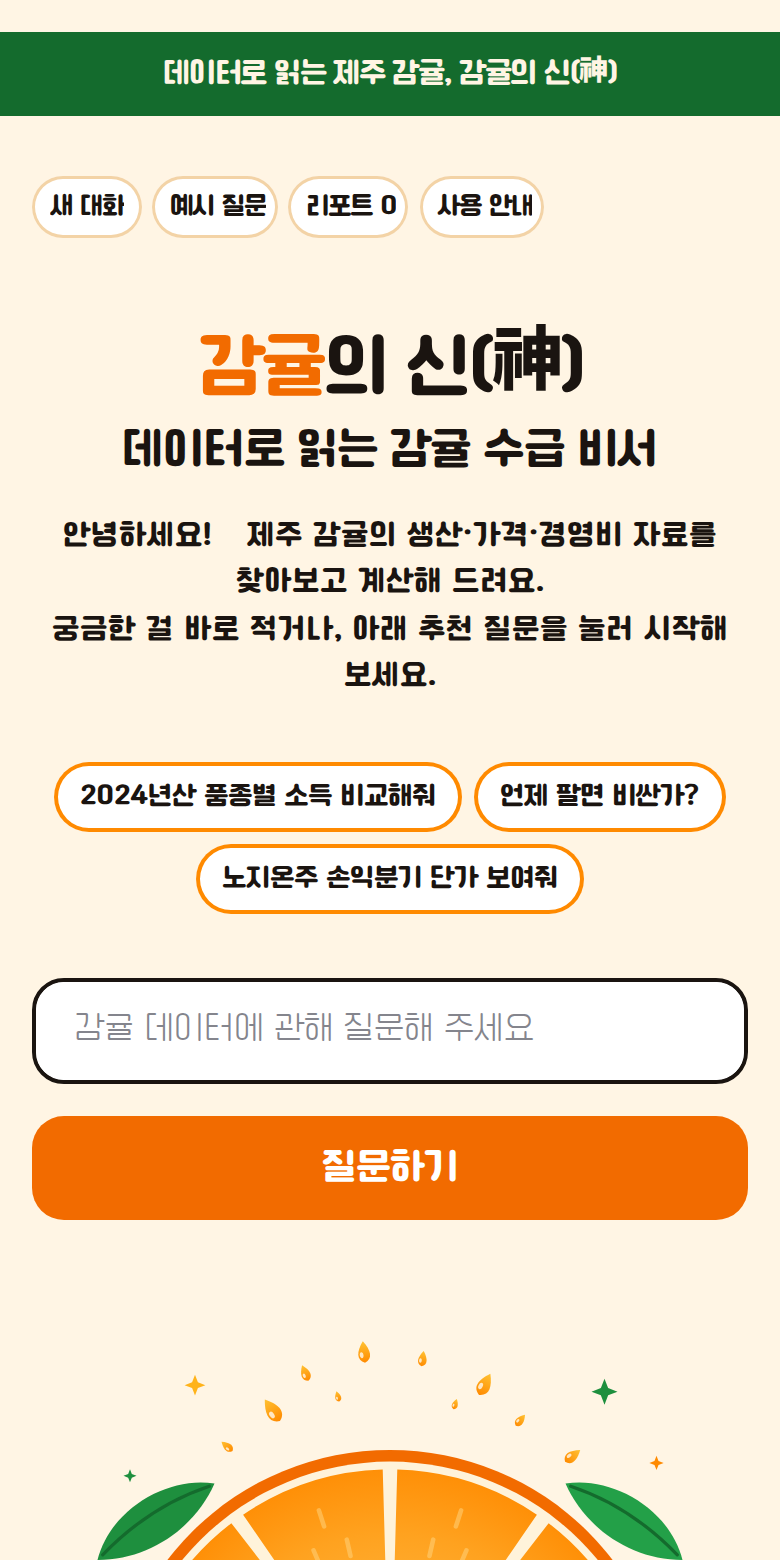 데이터로 읽는 제주 감귤, 감귤의 신(神)
새 대화
예시 질문
리포트 0
사용 안내
감귤의 신(神)
데이터로 읽는 감귤 수급 비서
안녕하세요! 제주 감귤의 생산·가격·경영비 자료를
찾아보고 계산해 드려요.
궁금한 걸 바로 적거나, 아래 추천 질문을 눌러 시작해
보세요.
2024년산 품종별 소득 비교해줘
언제 팔면 비싼가?
노지온주 손익분기 단가 보여줘
감귤 데이터에 관해 질문해 주세요
질문하기